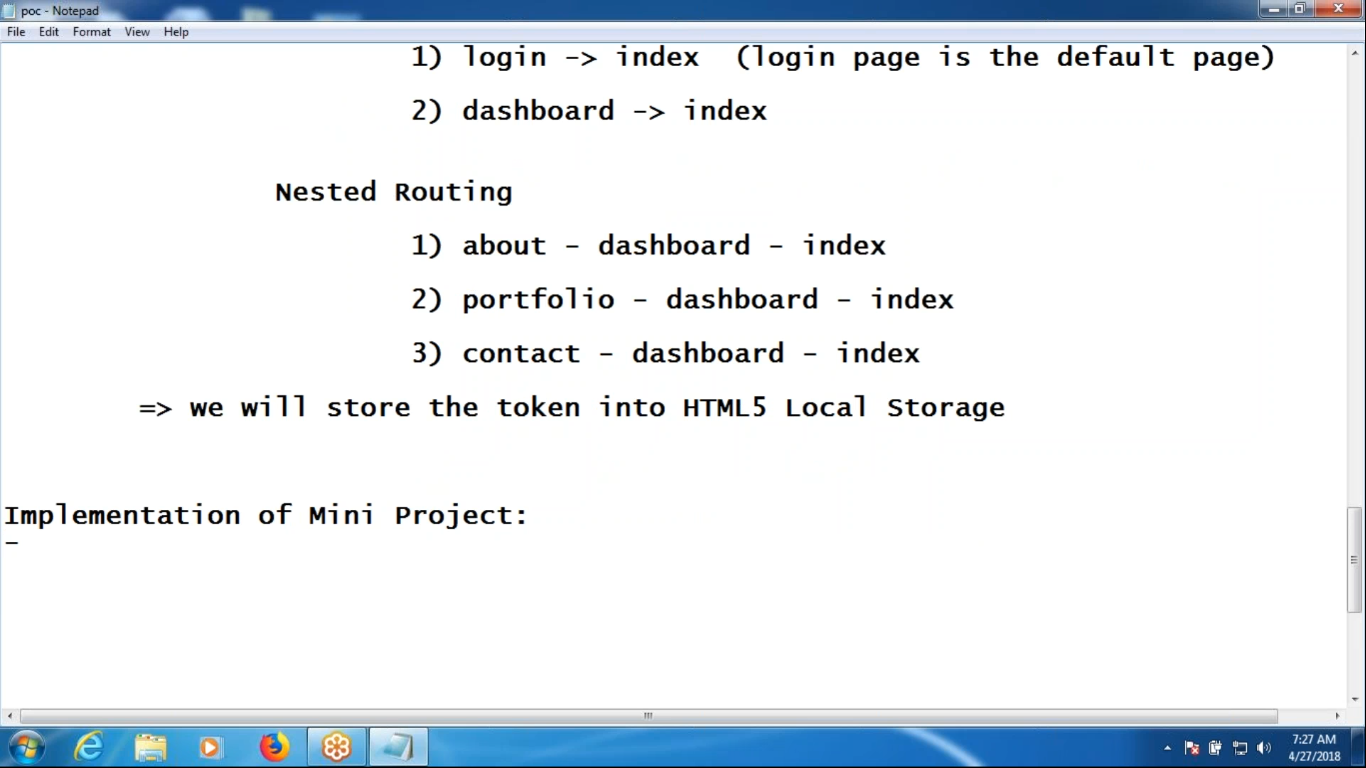 poc - Notepad
File Edit Format View Help
1) login -> index (login page is the default page)
2) dashboard -> index
Nested Routing
1) about - dashboard - index
2) portfolio - dashboard - index
3) contact - dashboard - index
=> we will store the token into HTML5 Local Storage
Implementation of Mini Project:
-
7:27 AM
4/27/2018